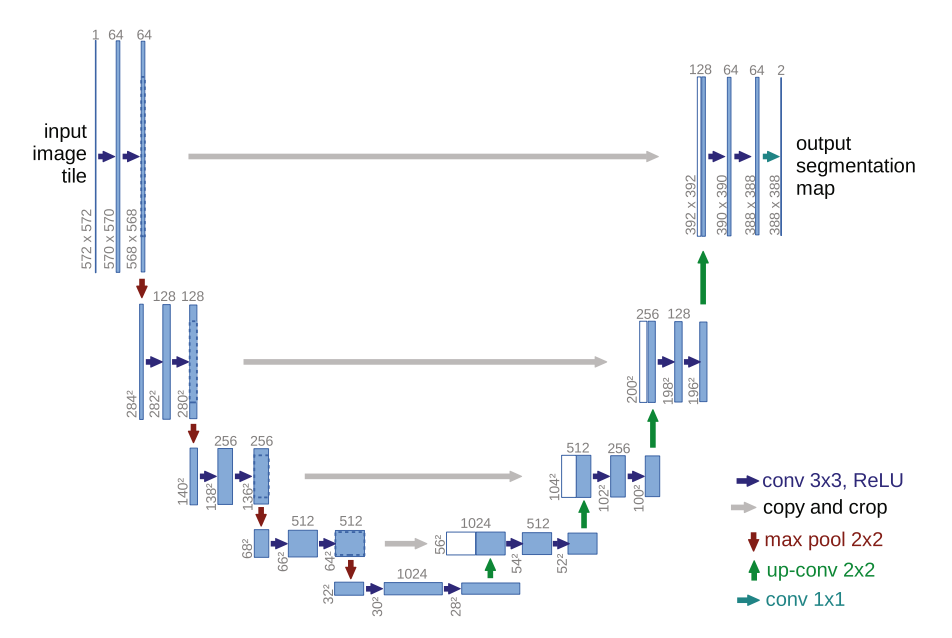 1 64 64
input
image
tile
572 x 572
570 x 570
568 x 568
128 64 64 2
output
segmentation
map
392 x 392
390 x 390
388 x 388
388 x 388
128 128
284²
282²
280²
256 128
200²
198²
196²
256 256
140²
138²
136²
512 256
104²
102²
100²
512 512
68²
66²
64²
1024 512
56²
54²
52²
1024
32²
30²
28²
conv 3x3, ReLU
copy and crop
max pool 2x2
up-conv 2x2
conv 1x1